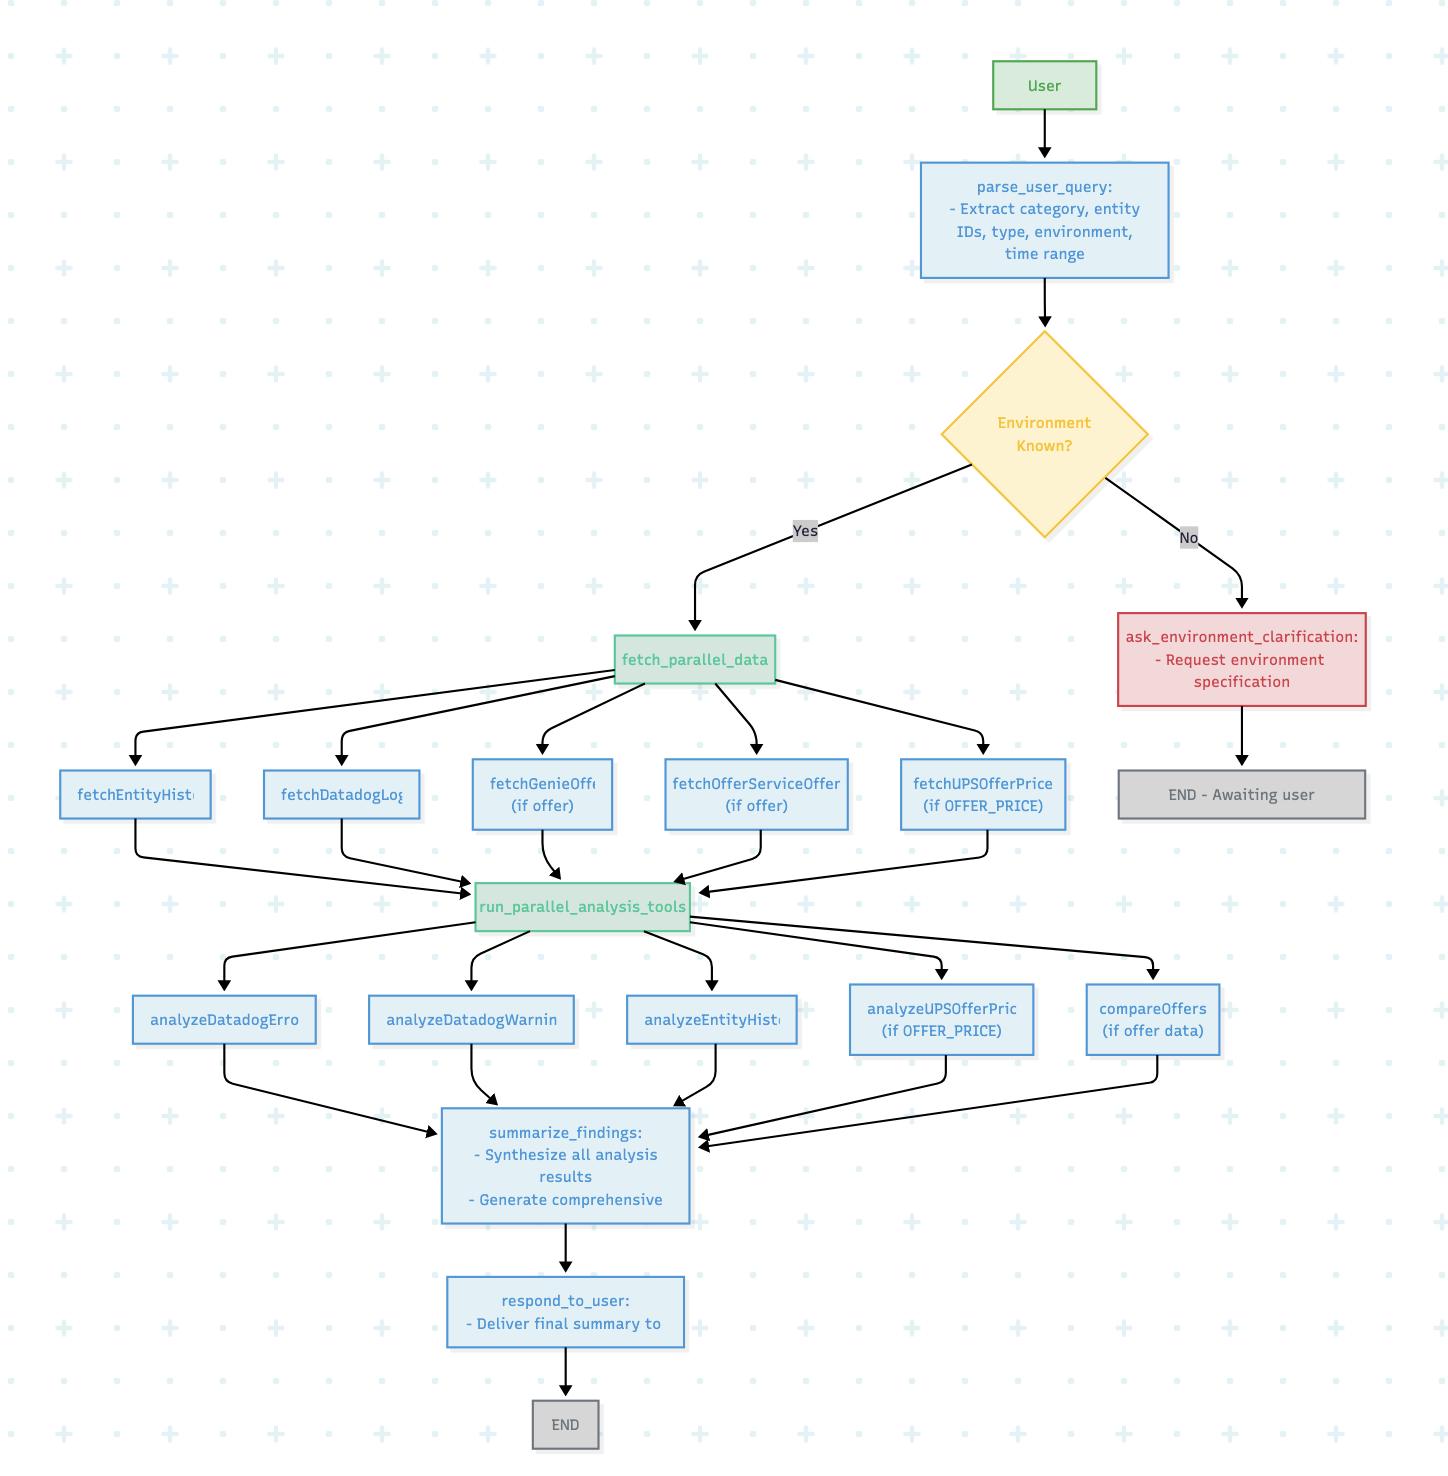 User
parse_user_query:
- Extract category, entity
IDs, type, environment,
time range
Environment
Known?
Yes
No
fetch_parallel_data
ask_environment_clarification:
- Request environment
specification
fetchEntityHist
fetchDatadogLog
fetchGenieOffe
(if offer)
fetchOfferServiceOffer
(if offer)
fetchUPSOfferPrice
(if OFFER_PRICE)
END - Awaiting user
run_parallel_analysis_tools
analyzeDatadogErro
analyzeDatadogWarnin
analyzeEntityHist
analyzeUPSOfferPric
(if OFFER_PRICE)
compareOffers
(if offer data)
summarize_findings:
- Synthesize all analysis
results
- Generate comprehensive
respond_to_user:
- Deliver final summary to
END